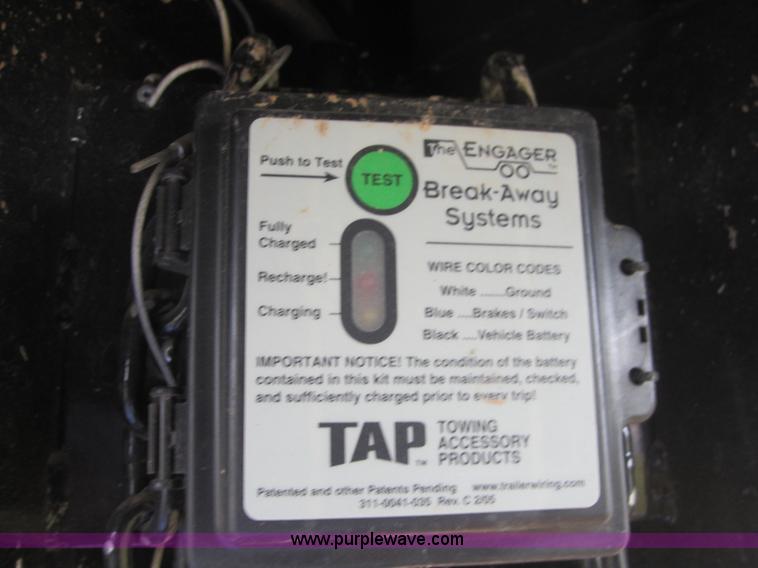 The ENGAGER™
Break-Away
Systems
Push to Test
TEST
Fully
Charged
Recharge!
Charging
WIRE COLOR CODES
White .......Ground
Blue ....Brakes / Switch
Black ....Vehicle Battery
IMPORTANT NOTICE! The condition of the battery
contained in this kit must be maintained, checked,
and sufficiently charged prior to every trip!
TAP™
TOWING
ACCESSORY
PRODUCTS
Patented and other Patents Pending www.trailerwiring.com
311-0041-035 Rev. C 2/05
www.purplewave.com